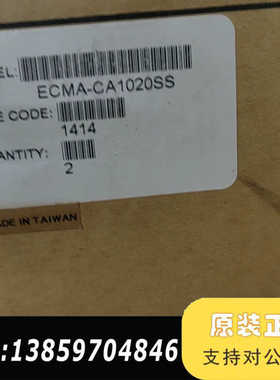 EL:
ECMA-CA1020SS
E CODE:
1414
ANTITY:
2
ADE IN TAIWAN
:13859704846
原装正
支持对公